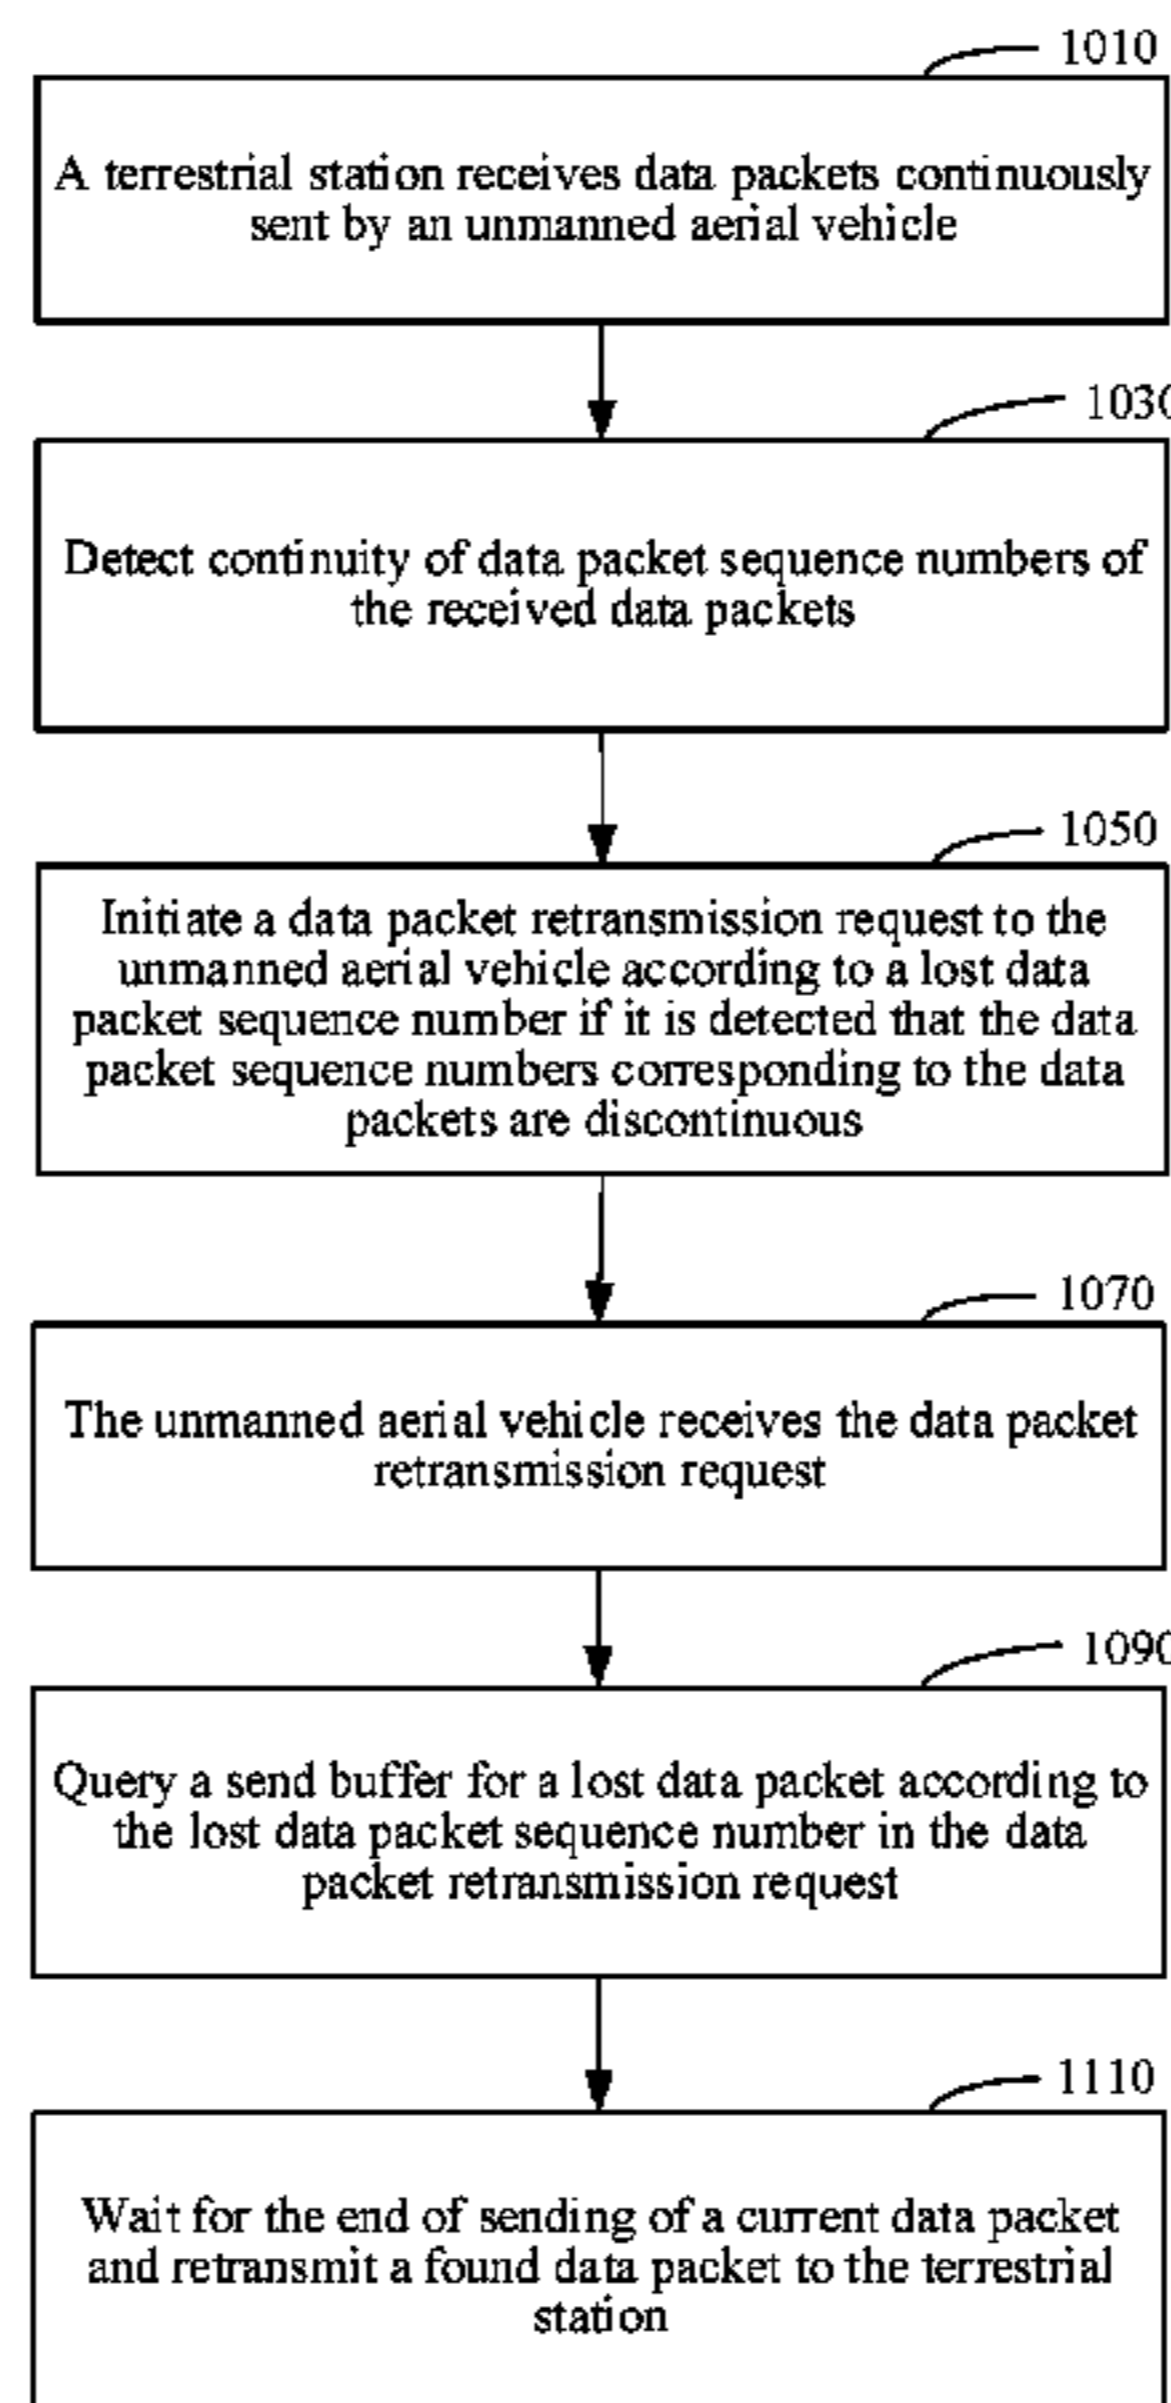 1010
A terrestrial station receives data packets continuously
sent by an unmanned aerial vehicle
1030
Detect continuity of data packet sequence numbers of
the received data packets
1050
Initiate a data packet retransmission request to the
unmanned aerial vehicle according to a lost data
packet sequence number if it is detected that the data
packet sequence numbers corresponding to the data
packets are discontinuous
1070
The unmanned aerial vehicle receives the data packet
retransmission request
1090
Query a send buffer for a lost data packet according to
the lost data packet sequence number in the data
packet retransmission request
1110
Wait for the end of sending of a current data packet
and retransmit a found data packet to the terrestrial
station